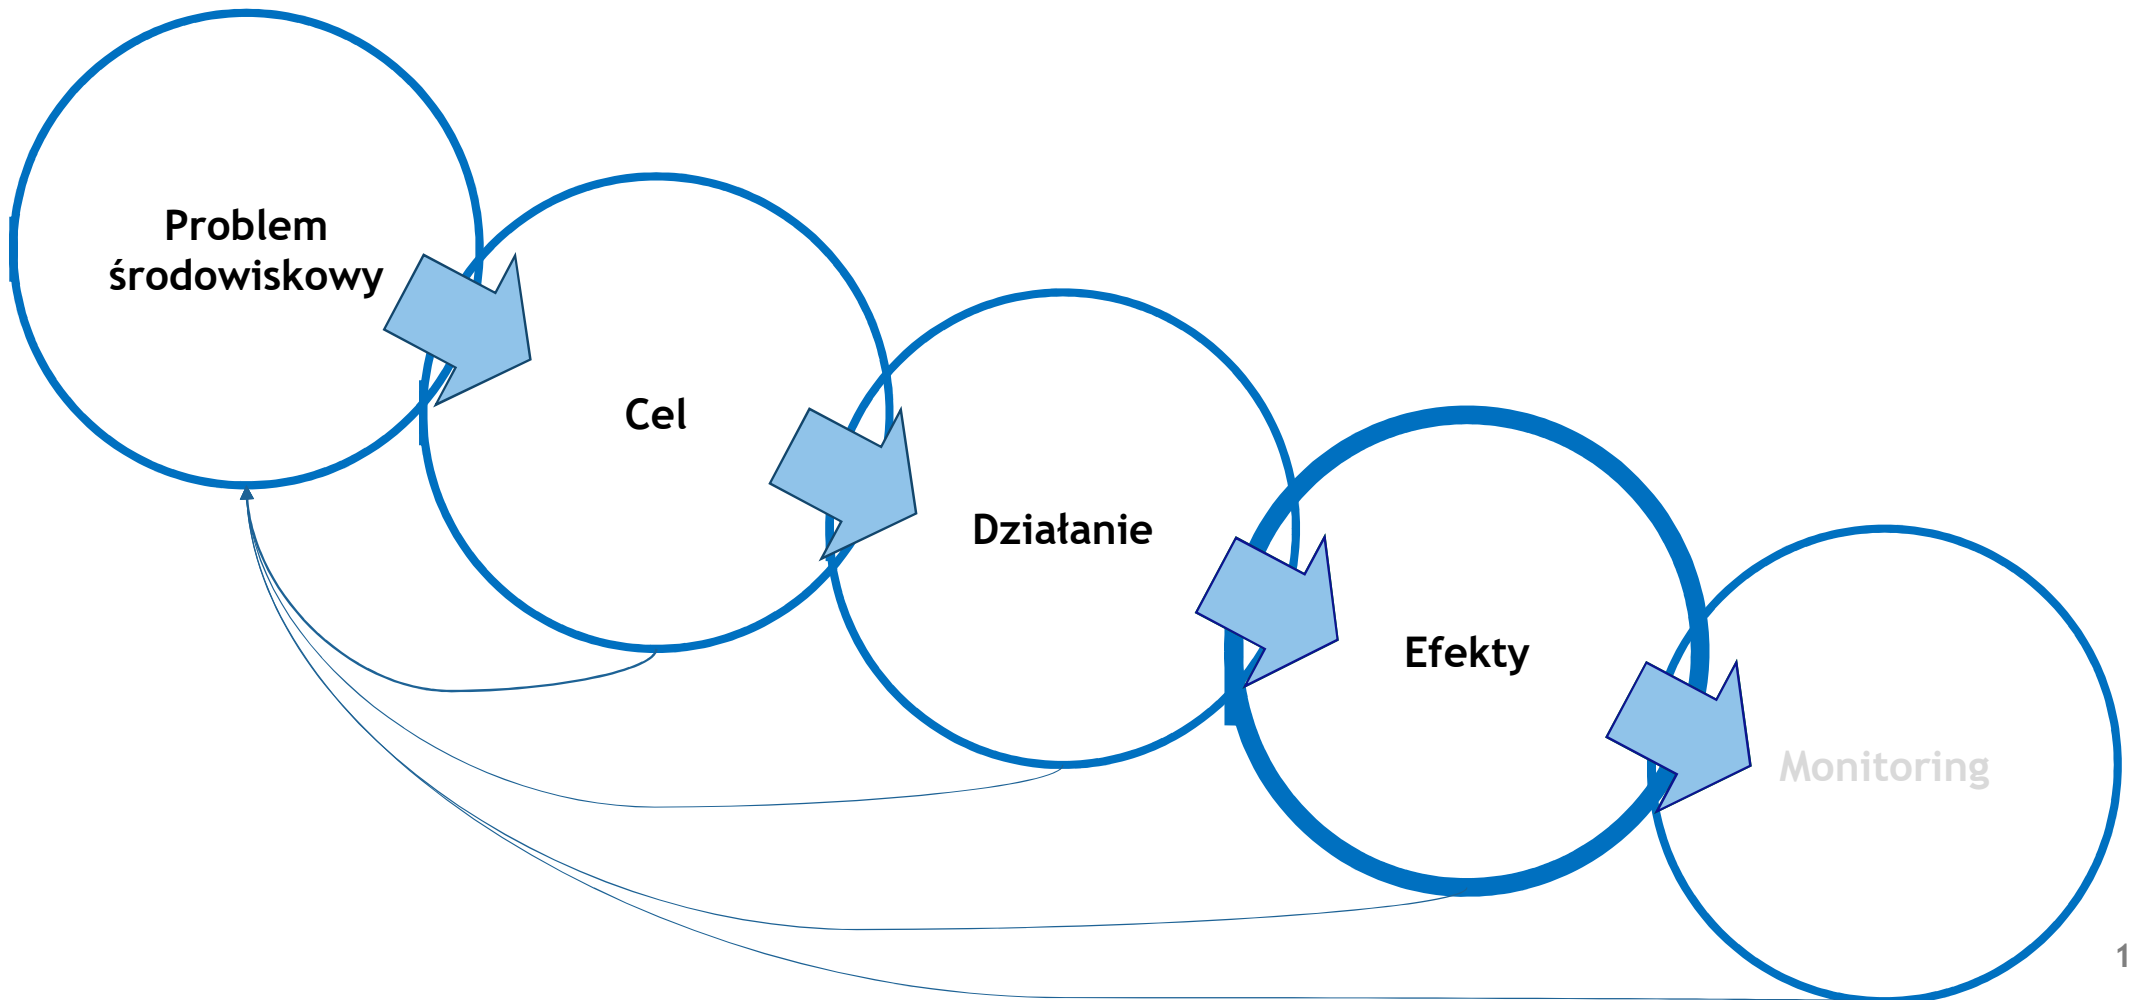 Problem
środowiskowy
Cel
Działanie
Efekty
Monitoring
1